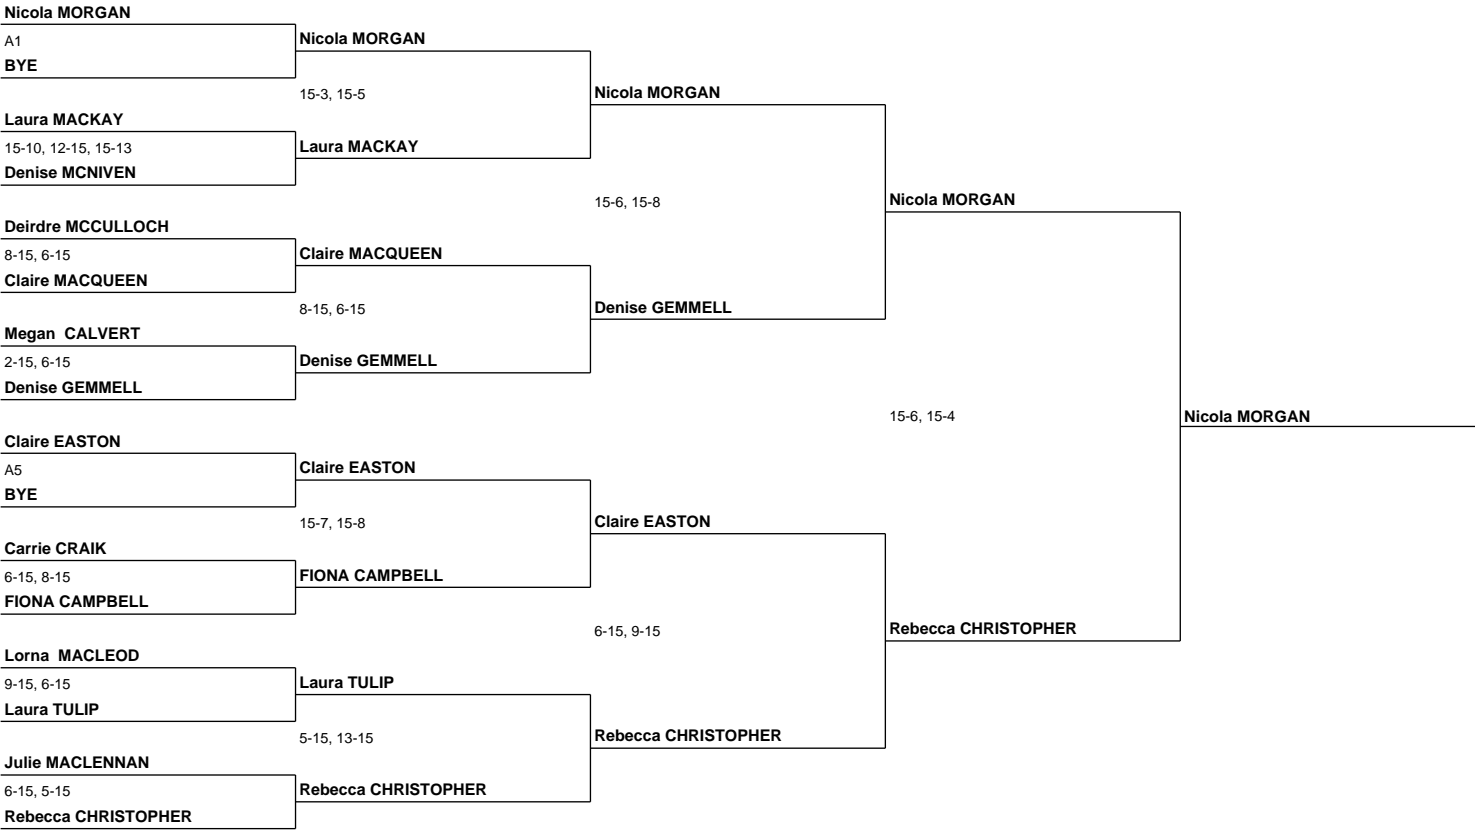 Nicola MORGAN
A1
BYE
Laura MACKAY
15-10, 12-15, 15-13
Denise MCNIVEN
Deirdre MCCULLOCH
8-15, 6-15
Claire MACQUEEN
Megan  CALVERT
2-15, 6-15
Denise GEMMELL
Claire EASTON
A5
BYE
Carrie CRAIK
6-15, 8-15
FIONA CAMPBELL
Lorna  MACLEOD
9-15, 6-15
Laura TULIP
Julie MACLENNAN
6-15, 5-15
Rebecca CHRISTOPHER
Nicola MORGAN
15-3, 15-5
Laura MACKAY
Claire MACQUEEN
8-15, 6-15
Denise GEMMELL
Claire EASTON
15-7, 15-8
FIONA CAMPBELL
Laura TULIP
5-15, 13-15
Rebecca CHRISTOPHER
Nicola MORGAN
15-6, 15-8
Denise GEMMELL
Claire EASTON
6-15, 9-15
Rebecca CHRISTOPHER
Nicola MORGAN
15-6, 15-4
Rebecca CHRISTOPHER
Nicola MORGAN